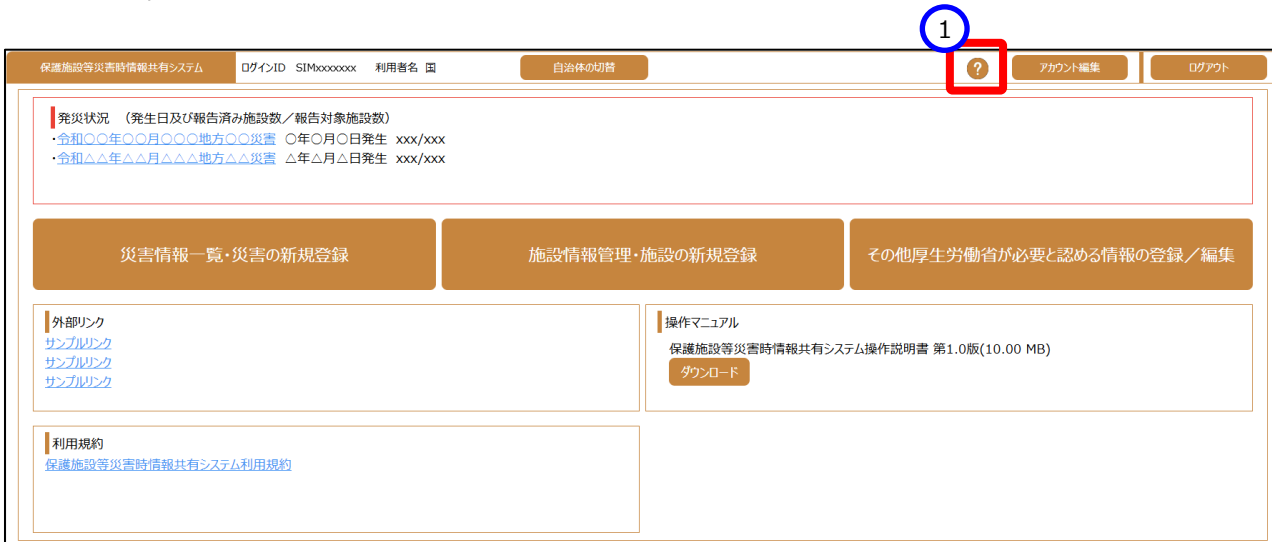 1
保護施設等災害時情報共有システム ログインID SIMxxxxxxx 利用者名 国 自治体の切替 ? アカウント編集 ログアウト
発災状況 (発生日及び報告済み施設数／報告対象施設数)
・令和〇〇年〇〇月〇〇〇地方〇〇災害 〇年〇月〇日発生 xxx/xxx
・令和△△年△△月△△△地方△△災害 △年△月△日発生 xxx/xxx
災害情報一覧・災害の新規登録
施設情報管理・施設の新規登録
その他厚生労働省が必要と認める情報の登録／編集
外部リンク
サンプルリンク
サンプルリンク
サンプルリンク
操作マニュアル
保護施設等災害時情報共有システム操作説明書 第1.0版(10.00 MB)
ダウンロード
利用規約
保護施設等災害時情報共有システム利用規約